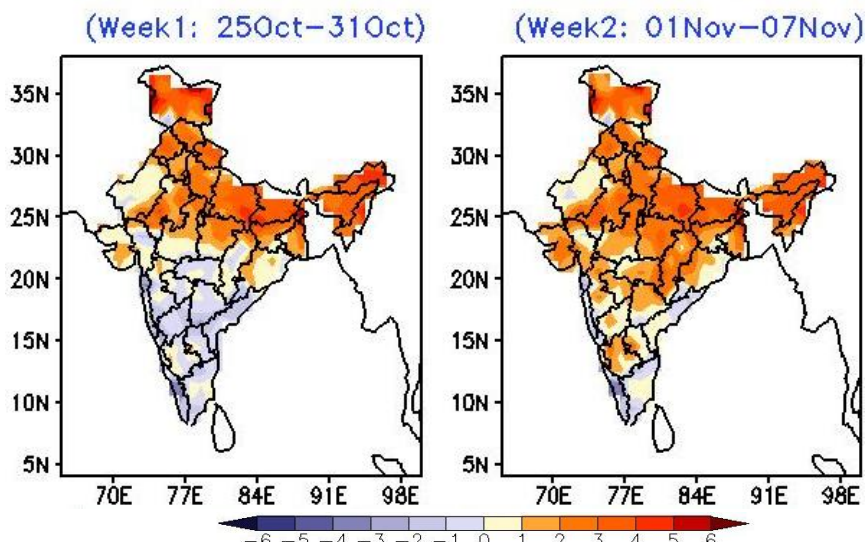 (Week1: 25Oct−31Oct) (Week2: 01Nov−07Nov)
35N 35N
30N 30N
25N 25N
20N 20N
15N 15N
10N 10N
5N 5N
70E 77E 84E 91E 98E 70E 77E 84E 91E 98E
−6 −5 −4 −3 −2 −1 0 1 2 3 4 5 6